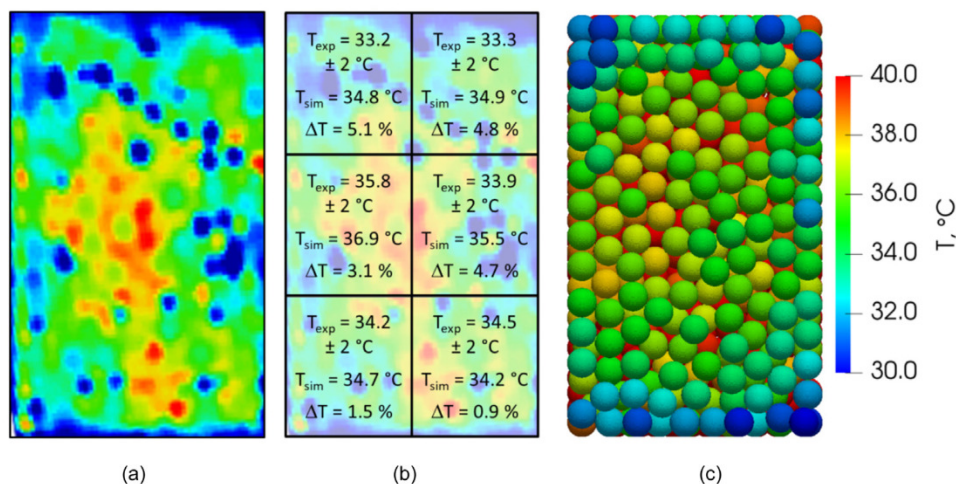 T_exp = 33.2
± 2 °C
T_sim = 34.8 °C
ΔT = 5.1 %
T_exp = 33.3
± 2 °C
T_sim = 34.9 °C
ΔT = 4.8 %
T_exp = 35.8
± 2 °C
T_sim = 36.9 °C
ΔT = 3.1 %
T_exp = 33.9
± 2 °C
T_sim = 35.5 °C
ΔT = 4.7 %
T_exp = 34.2
± 2 °C
T_sim = 34.7 °C
ΔT = 1.5 %
T_exp = 34.5
± 2 °C
T_sim = 34.2 °C
ΔT = 0.9 %
40.0
38.0
36.0
34.0
32.0
30.0
T, °C
(a)
(b)
(c)